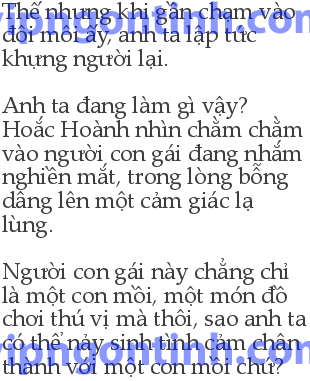 Thế nhưng khi gần chạm vào
đôi môi ấy, anh ta lập tức
khựng người lại.
Anh ta đang làm gì vậy?
Hoắc Hoành nhìn chằm chằm
vào người con gái đang nhắm
nghiền mắt, trong lòng bỗng
dâng lên một cảm giác lạ
lùng.
Người con gái này chẳng chỉ
là một con mồi, một món đồ
chơi thú vị mà thôi, sao anh ta
có thể nảy sinh tình cảm chân
thành với một con mồi chứ?